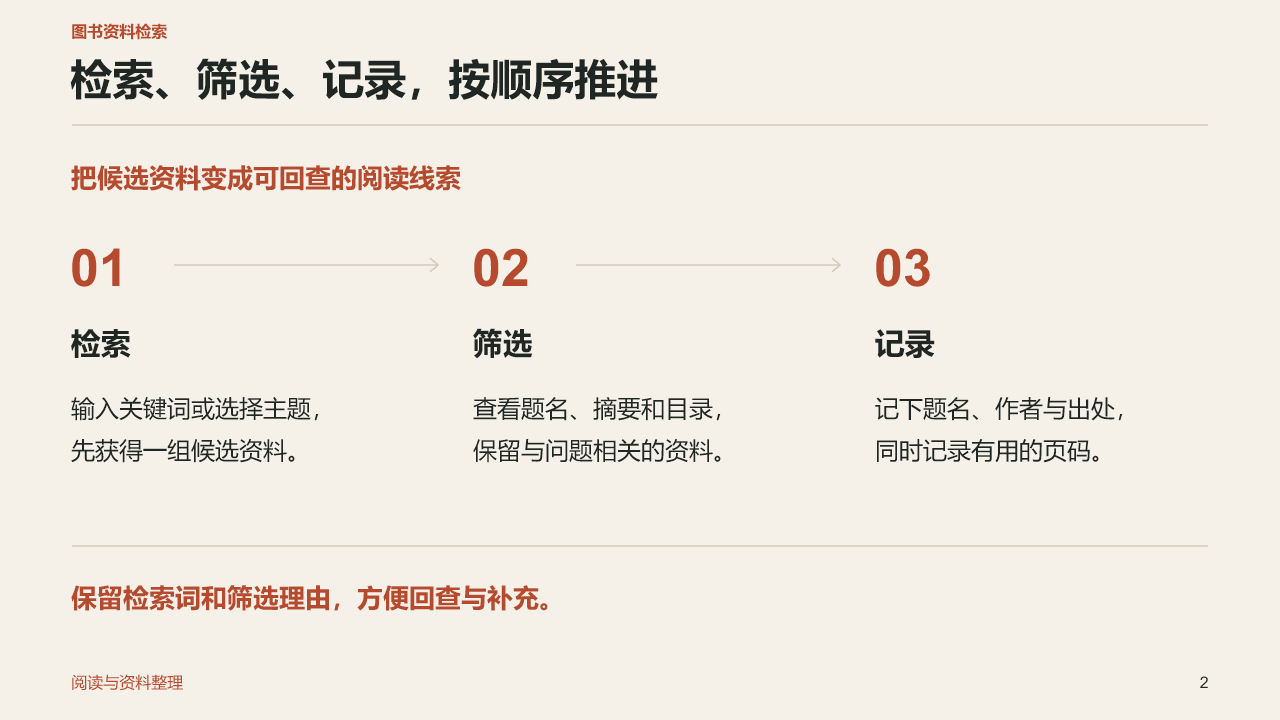 图书资料检索
检索、筛选、记录，按顺序推进
把候选资料变成可回查的阅读线索
01
检索
输入关键词或选择主题，
先获得一组候选资料。
02
筛选
查看题名、摘要和目录，
保留与问题相关的资料。
03
记录
记下题名、作者与出处，
同时记录有用的页码。
保留检索词和筛选理由，方便回查与补充。
阅读与资料整理
2